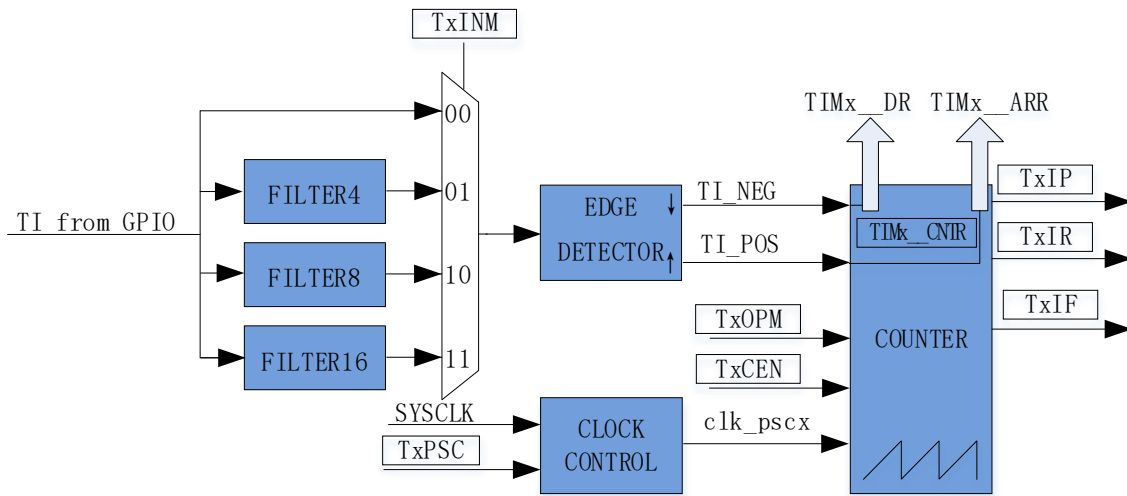 TxINM
TIMx__DR
TIMx__ARR
00
FILTER4
01
TI_NEG
TxIP
EDGE
↓
TI from GPIO
TIMx__CNTR
DETECTOR
↑
TI_POS
TxIR
FILTER8
10
TxOPM
TxIF
COUNTER
FILTER16
11
TxCEN
SYSCLK
CLOCK
CONTROL
clk_pscx
TxPSC